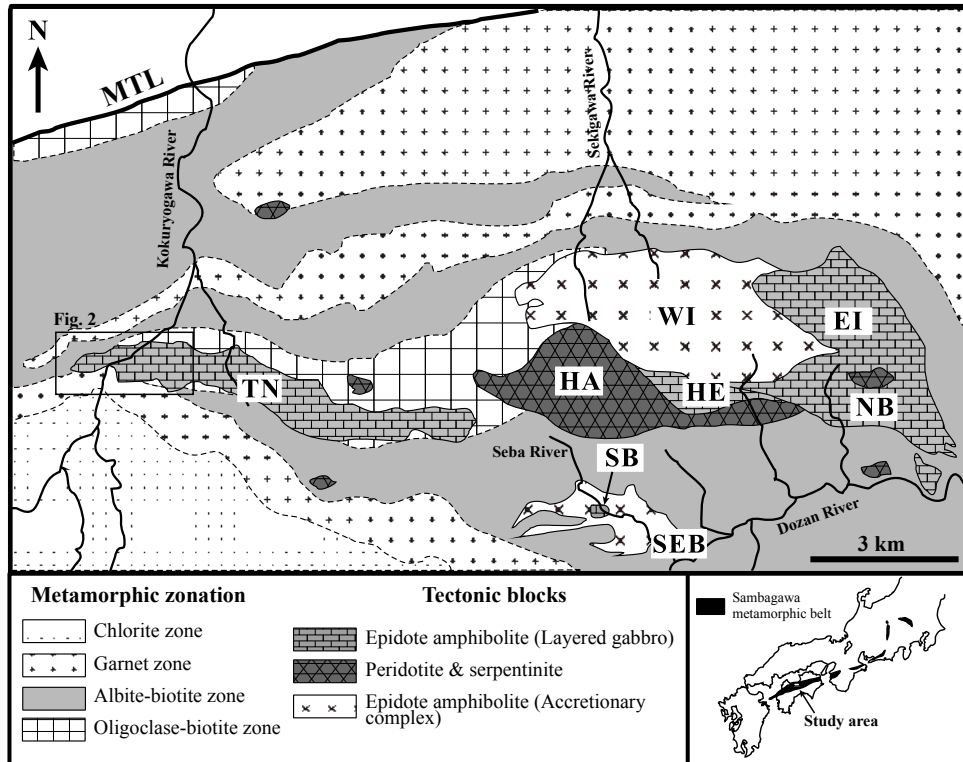 N
MTL
Kokuryogawa River
Sekigawa River
Fig. 2
TN
WI
EI
HA
HE
NB
Seba River
SB
SEB
Dozan River
3 km
Metamorphic zonation
Chlorite zone
Garnet zone
Albite-biotite zone
Oligoclase-biotite zone
Tectonic blocks
Epidote amphibolite (Layered gabbro)
Peridotite & serpentinite
Epidote amphibolite (Accretionary
complex)
Sambagawa
metamorphic belt
Study area